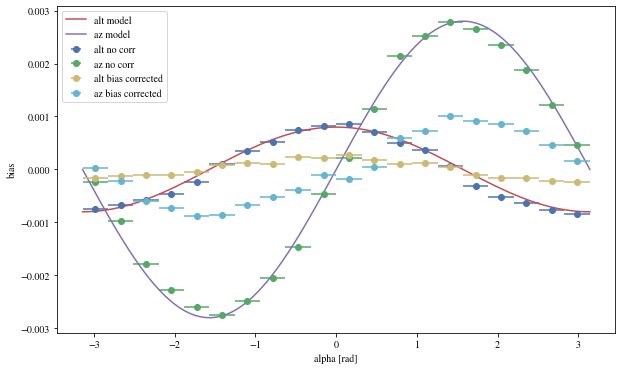 0.003
0.002
0.001
0.000
−0.001
−0.002
−0.003
bias
alt model
az model
alt no corr
az no corr
alt bias corrected
az bias corrected
−3 −2 −1 0 1 2 3
alpha [rad]